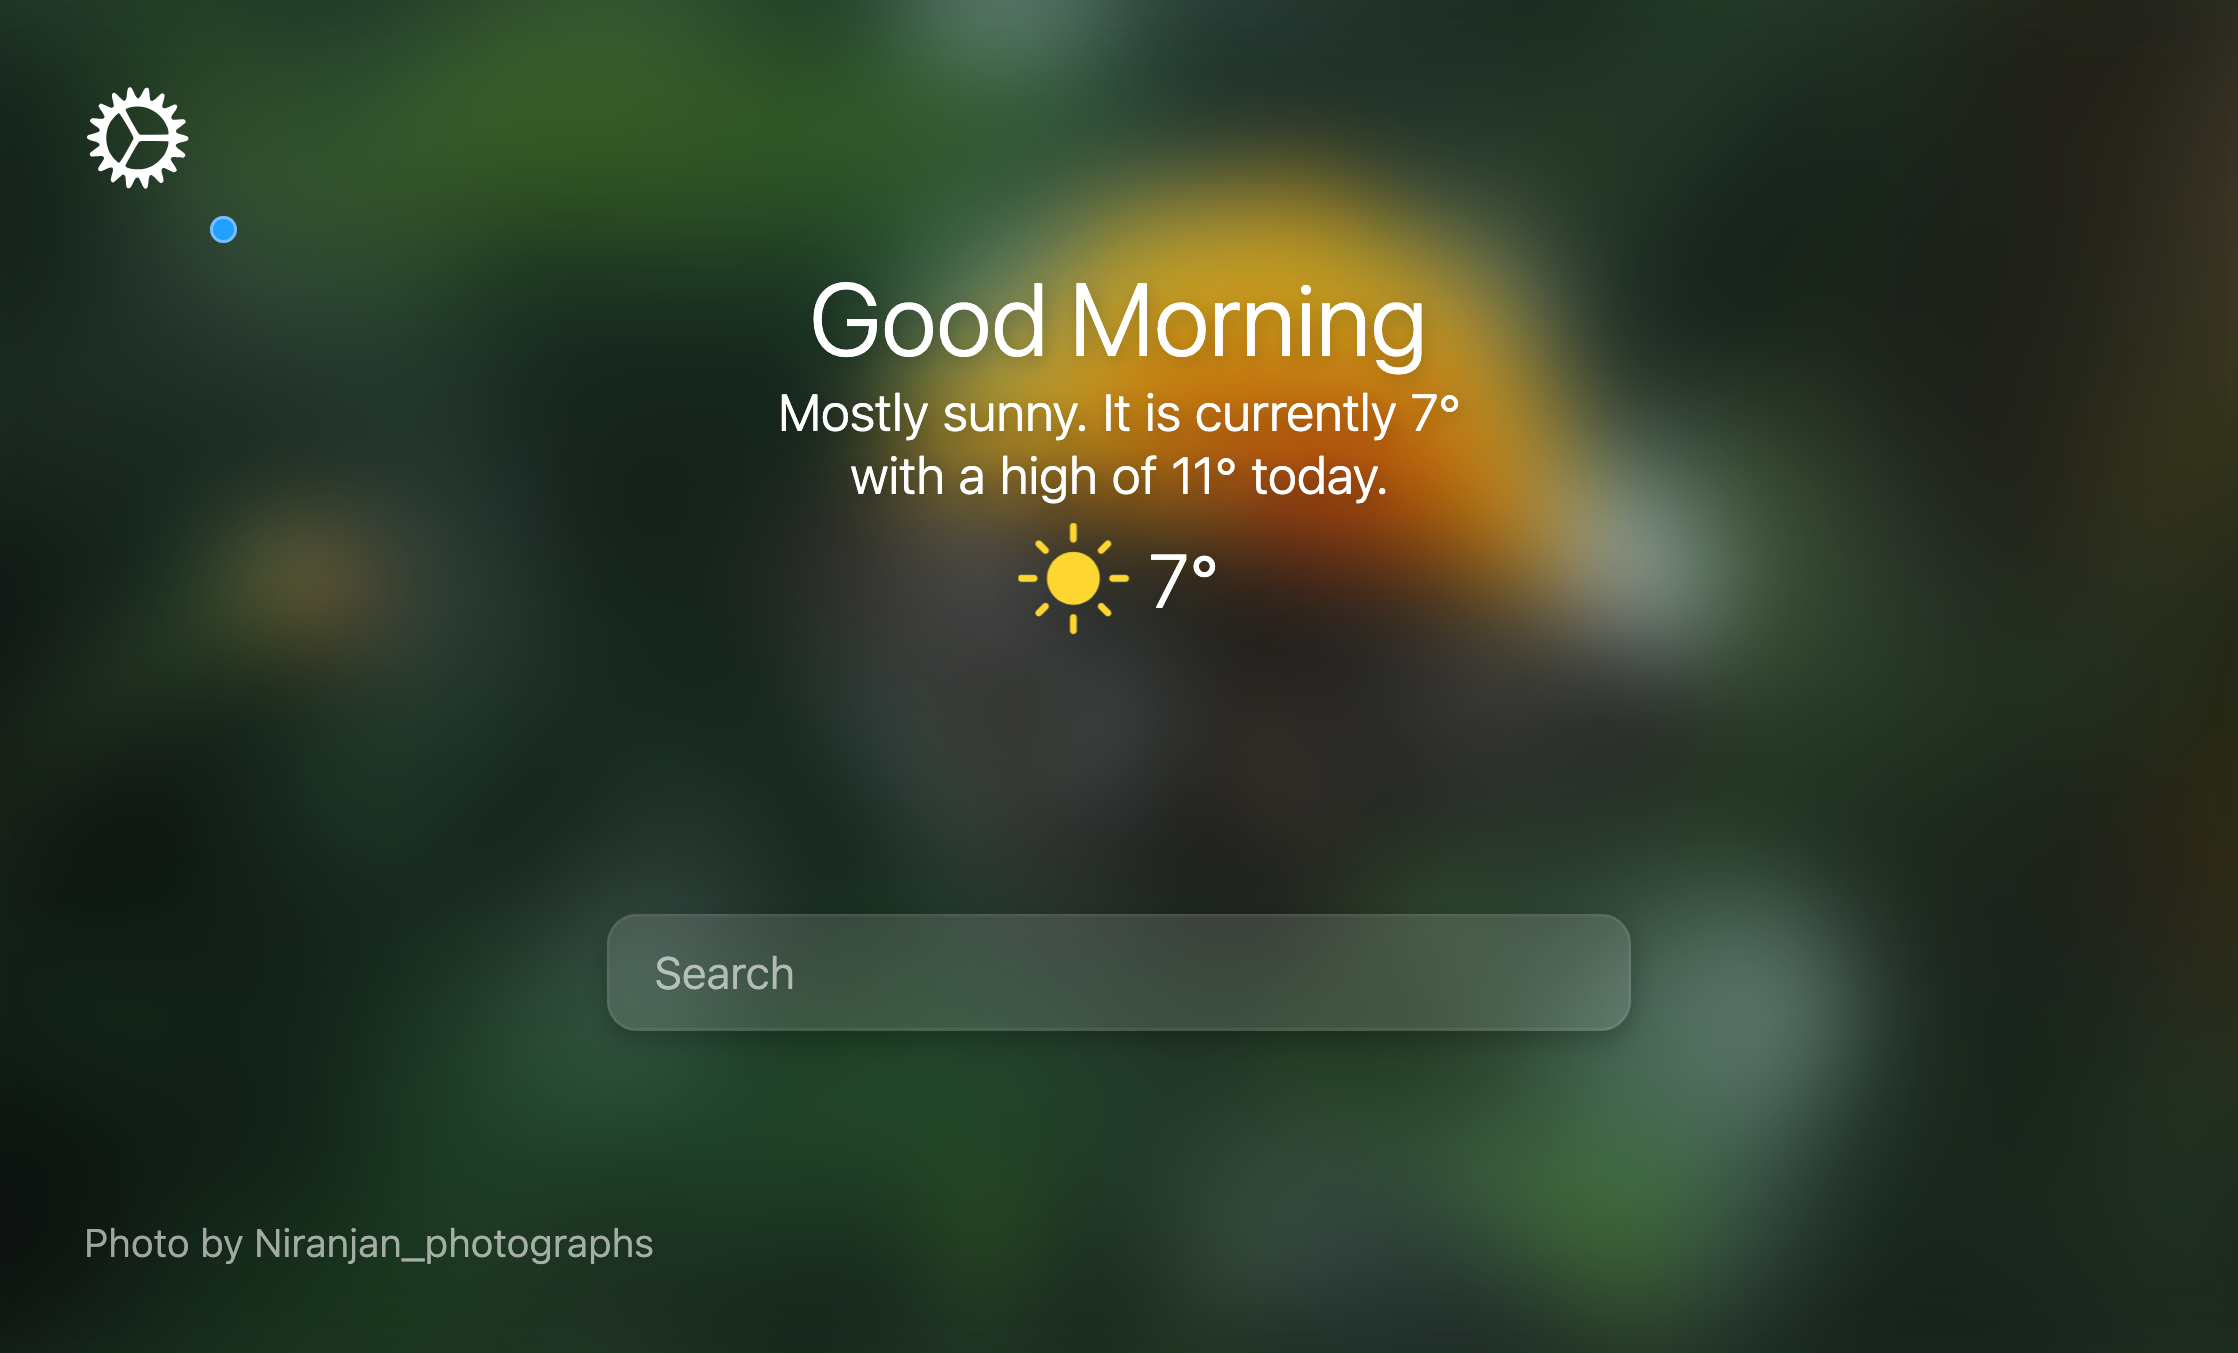 Good Morning
Mostly sunny. It is currently 7°
with a high of 11° today.
7°
Search
Photo by Niranjan_photographs